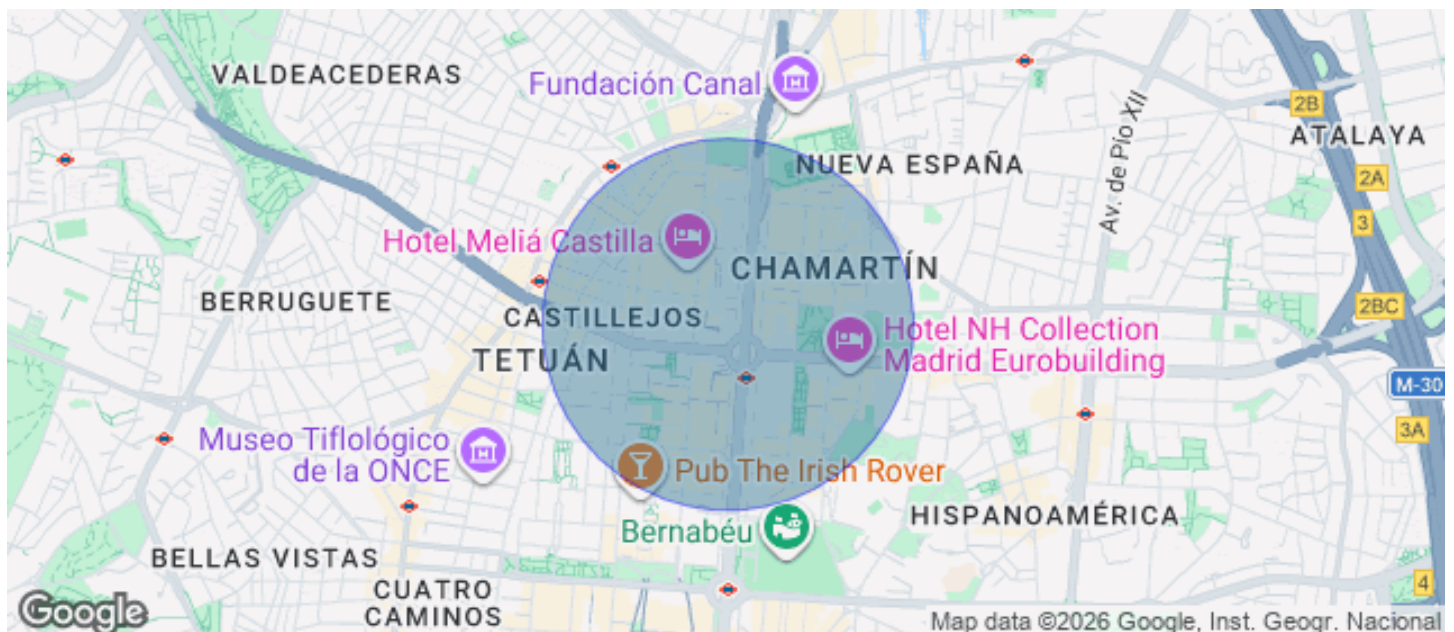 VALDEACEDERAS
Fundación Canal
2B
ATALAYA
NUEVA ESPAÑA
Av. de Pío XII
2A
3
Hotel Meliá Castilla
CHAMARTÍN
BERRUGUETE
CASTILLEJOS
2BC
Hotel NH Collection
Madrid Eurobuilding
TETUÁN
M-30
3A
Museo Tiflológico
de la ONCE
Pub The Irish Rover
HISPANOAMÉRICA
Bernabéu
BELLAS VISTAS
CUATRO
CAMINOS
4
Google
Map data ©2026 Google, Inst. Geogr. Nacional